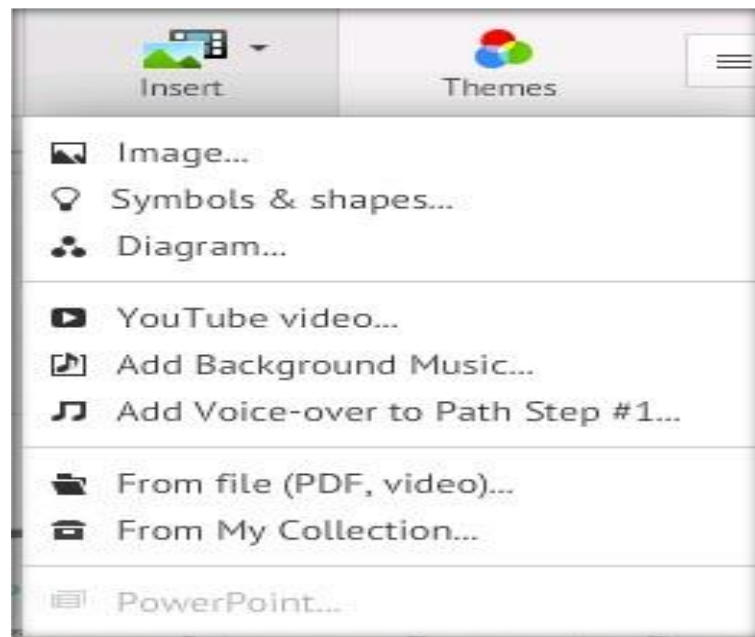 Insert
Themes
Image...
Symbols & shapes...
Diagram...
YouTube video...
Add Background Music...
Add Voice-over to Path Step #1...
From file (PDF, video)...
From My Collection...
PowerPoint...